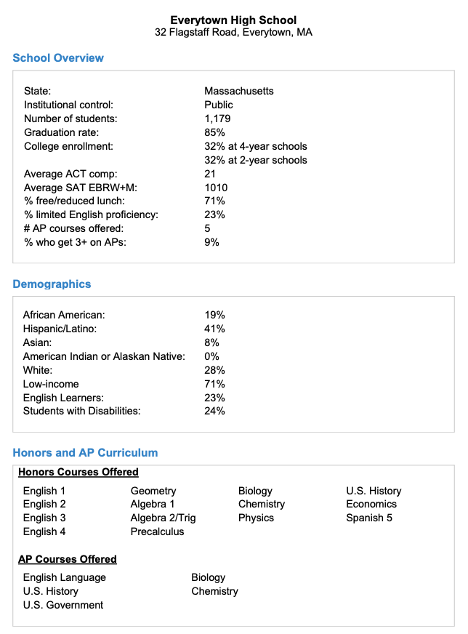 Everytown High School
32 Flagstaff Road, Everytown, MA
School Overview
State: Massachusetts
Institutional control: Public
Number of students: 1,179
Graduation rate: 85%
College enrollment: 32% at 4-year schools
32% at 2-year schools
Average ACT comp: 21
Average SAT EBRW+M: 1010
% free/reduced lunch: 71%
% limited English proficiency: 23%
# AP courses offered: 5
% who get 3+ on APs: 9%
Demographics
African American: 19%
Hispanic/Latino: 41%
Asian: 8%
American Indian or Alaskan Native: 0%
White: 28%
Low-income 71%
English Learners: 23%
Students with Disabilities: 24%
Honors and AP Curriculum
Honors Courses Offered
English 1 Geometry Biology U.S. History
English 2 Algebra 1 Chemistry Economics
English 3 Algebra 2/Trig Physics Spanish 5
English 4 Precalculus
AP Courses Offered
English Language Biology
U.S. History Chemistry
U.S. Government